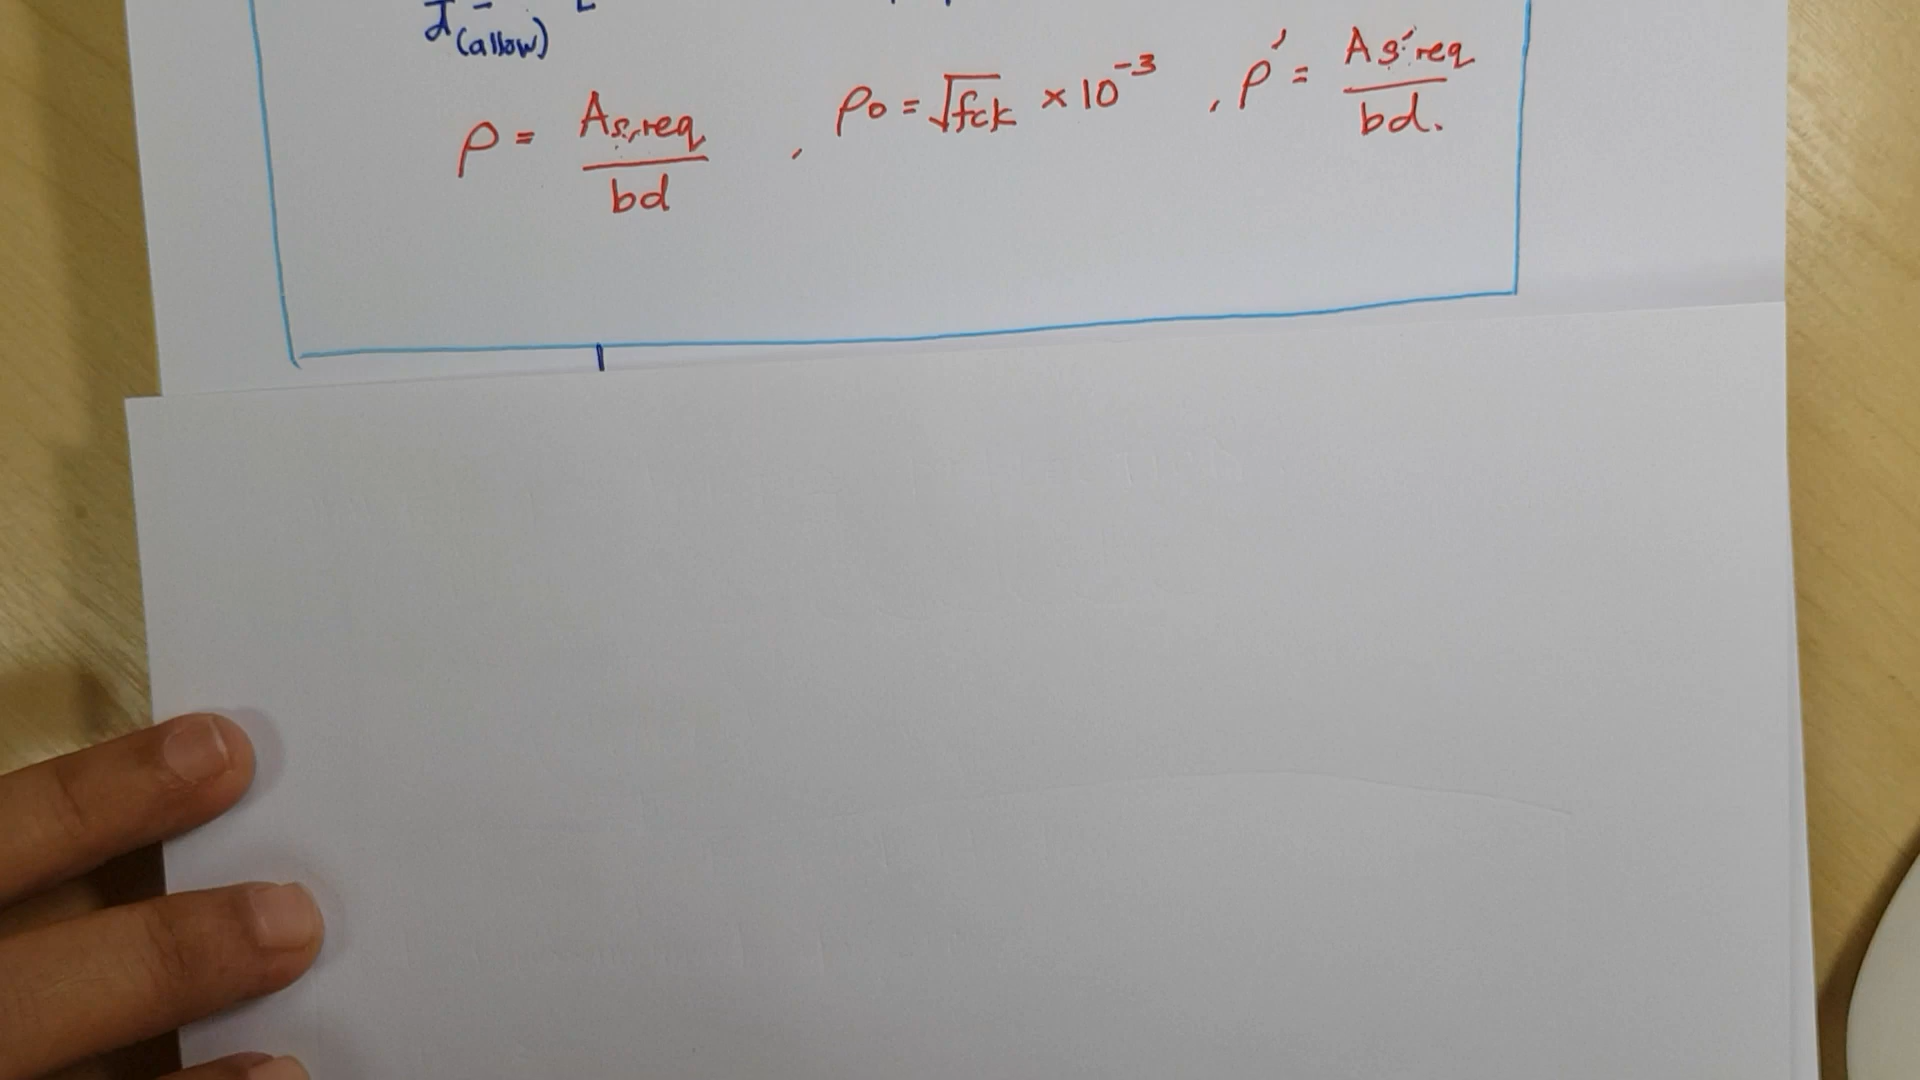 d(allow)
ρ = As,req / bd , ρo = √fck × 10⁻³ , ρ' = As'req / bd.